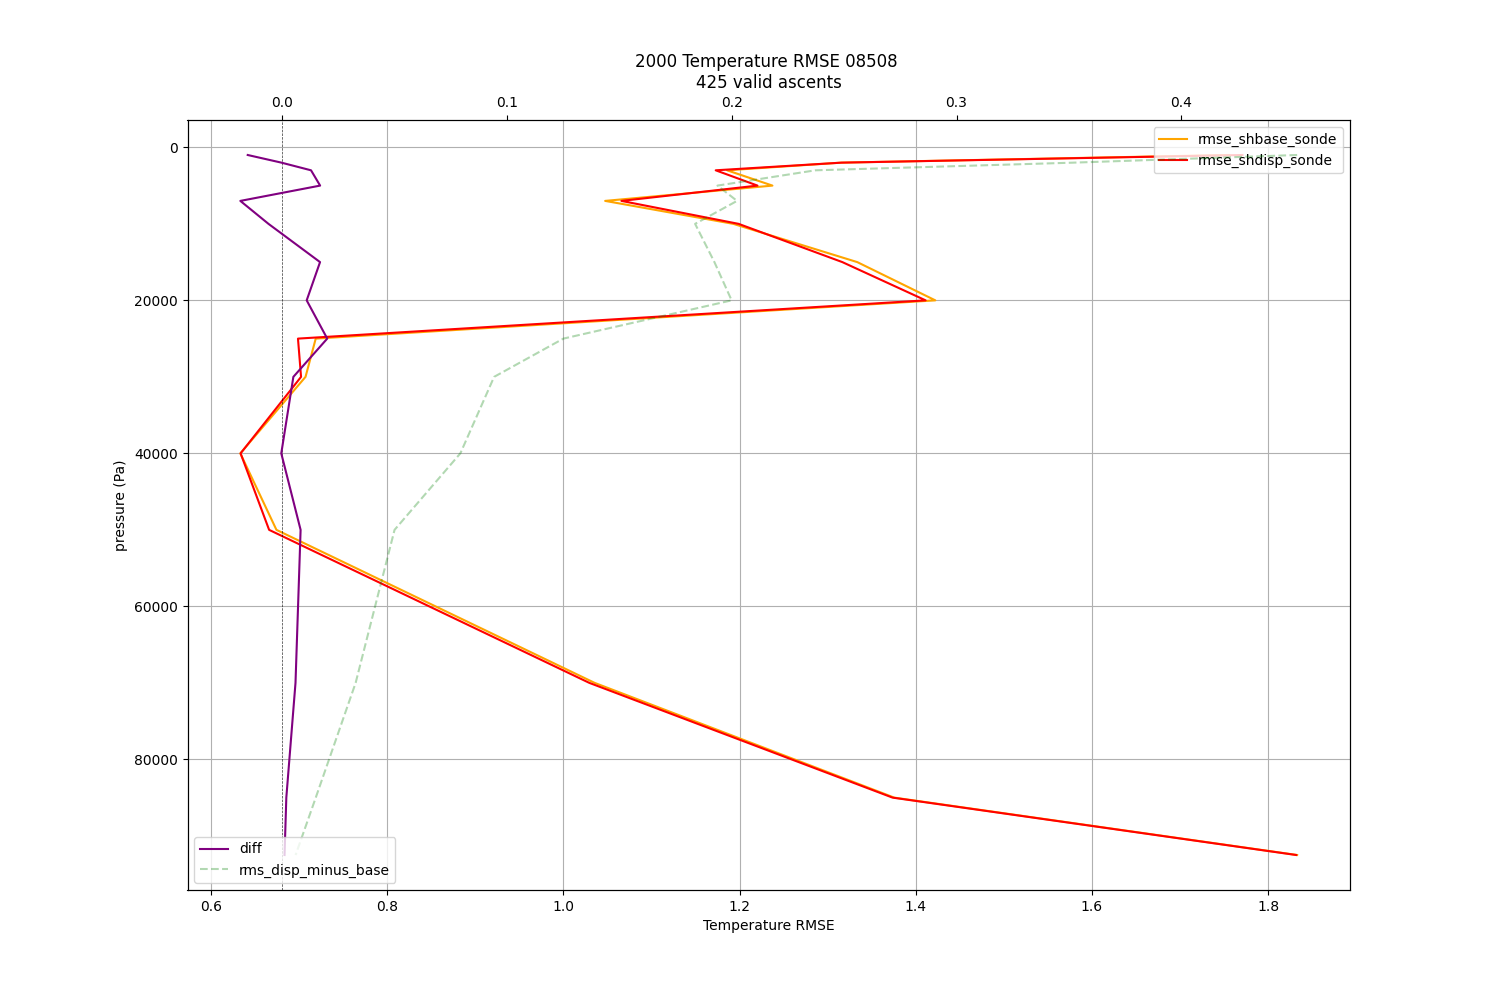 2000 Temperature RMSE 08508
425 valid ascents
0.0 0.1 0.2 0.3 0.4
rmse_shbase_sonde
rmse_shdisp_sonde
0
20000
40000
60000
80000
pressure (Pa)
diff
rms_disp_minus_base
0.6 0.8 1.0 1.2 1.4 1.6 1.8
Temperature RMSE